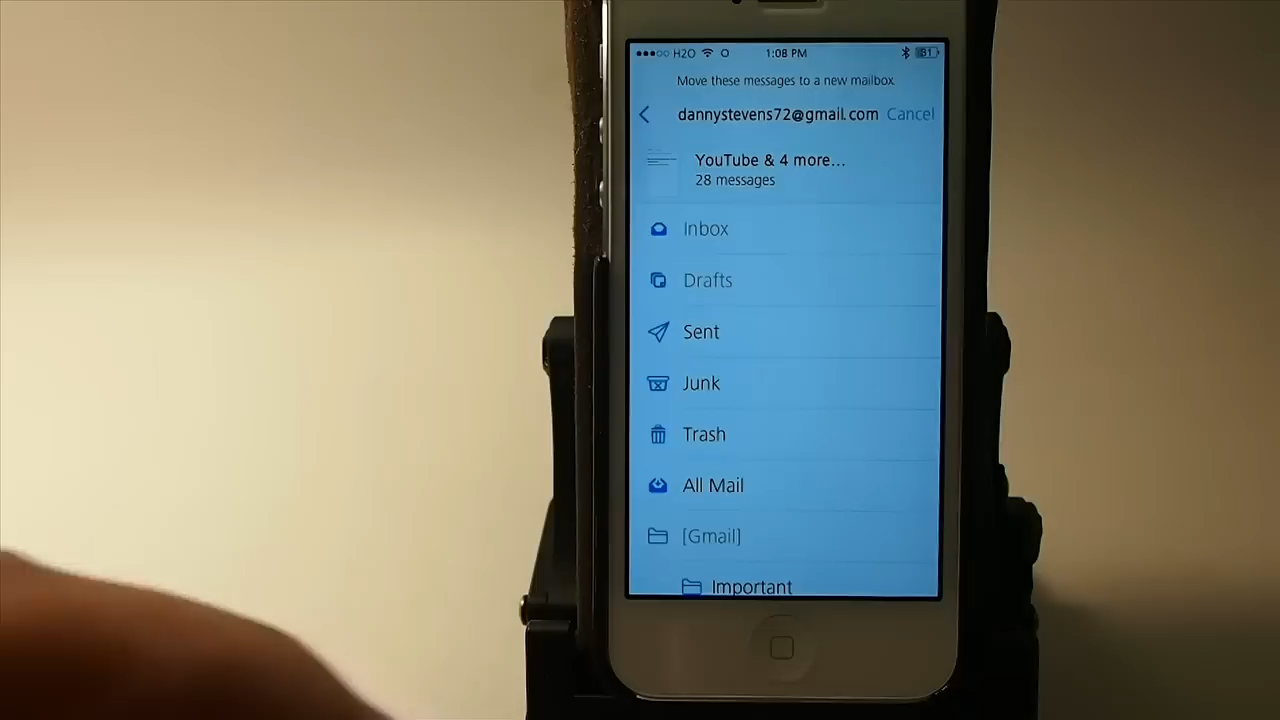 H2O 1:08 PM 81
Move these messages to a new mailbox
dannystevens72@gmail.com Cancel
YouTube & 4 more...
28 messages
Inbox
Drafts
Sent
Junk
Trash
All Mail
[Gmail]
Important